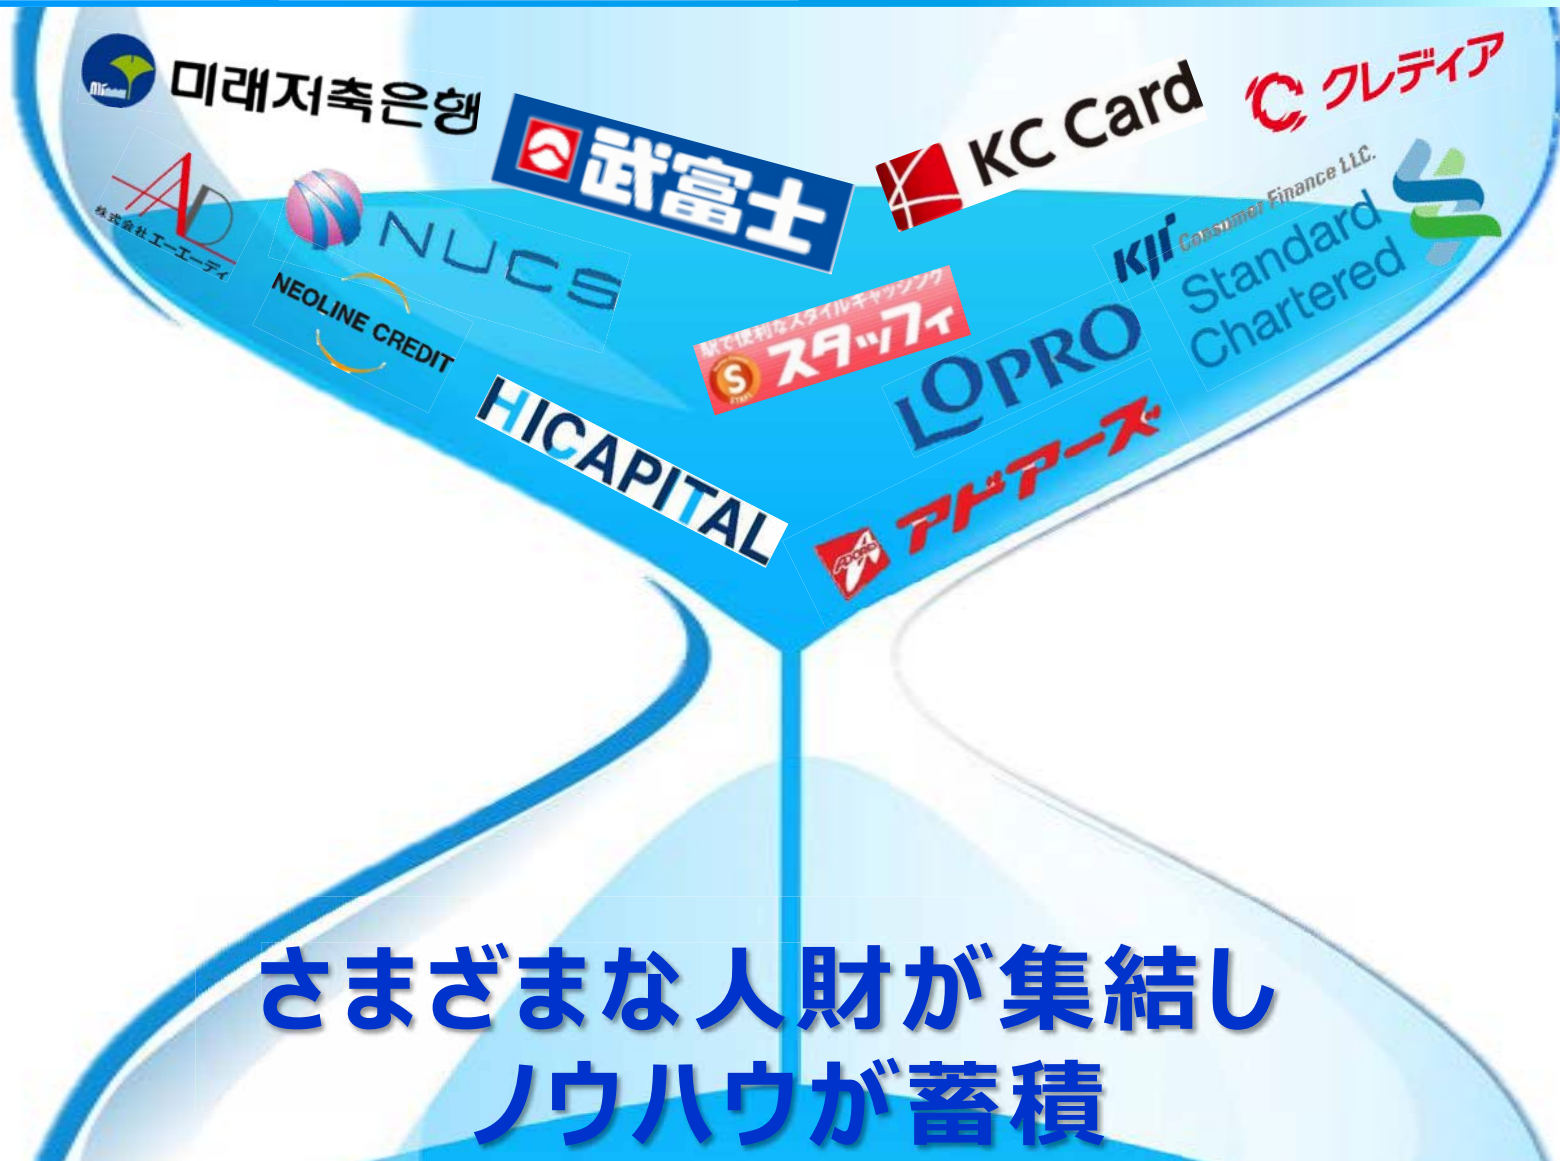 미래저축은행
武富士
KC Card
クレディア
株式会社エーエーディ
NUCS
KJI Consumer Finance LLC.
Standard
Chartered
NEOLINE CREDIT
駅で便利なスタイルキャッシング
スタッフィ
LOPRO
HICAPITAL
アドアーズ
さまざまな人財が集結し
ノウハウが蓄積